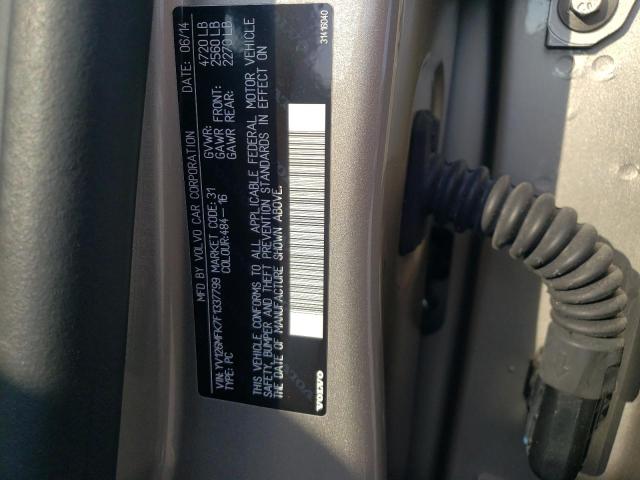 MFD BY VOLVO CAR CORPORATION DATE: 06/14
GVWR: 4720 LB
GAWR FRONT: 2560 LB
GAWR REAR: 2270 LB
VIN: YV126MFK7F1337799 MARKET CODE: 31
TYPE: PC COLOUR: 484 - 16
THIS VEHICLE CONFORMS TO ALL APPLICABLE FEDERAL MOTOR VEHICLE
SAFETY, BUMPER AND THEFT PREVENTION STANDARDS IN EFFECT ON
THE DATE OF MANUFACTURE SHOWN ABOVE.
VOLVO
31416040